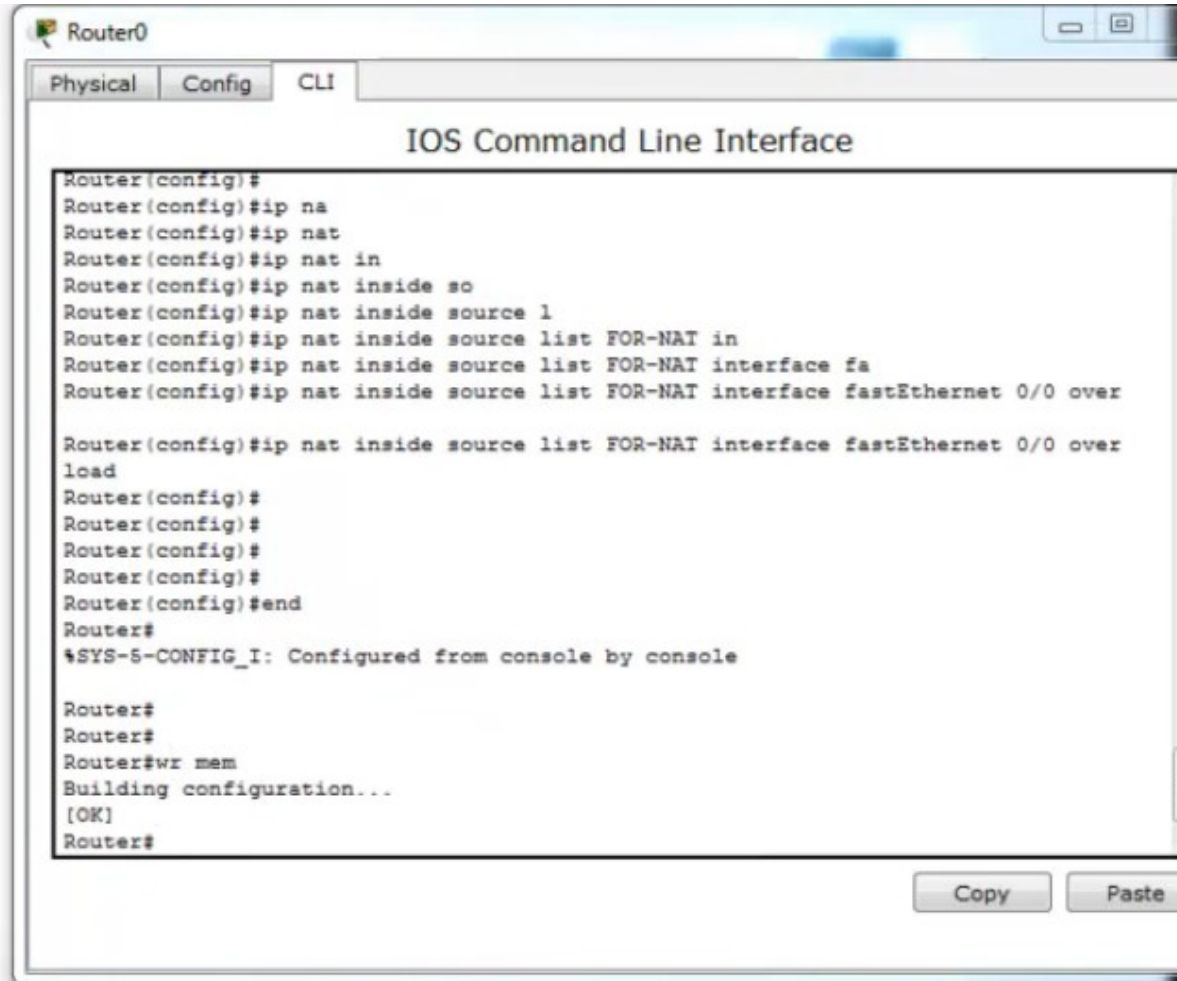 Router0
Physical Config CLI
IOS Command Line Interface
Router(config)#
Router(config)#ip na
Router(config)#ip nat
Router(config)#ip nat in
Router(config)#ip nat inside so
Router(config)#ip nat inside source l
Router(config)#ip nat inside source list FOR-NAT in
Router(config)#ip nat inside source list FOR-NAT interface fa
Router(config)#ip nat inside source list FOR-NAT interface fastEthernet 0/0 over
Router(config)#ip nat inside source list FOR-NAT interface fastEthernet 0/0 over
load
Router(config)#
Router(config)#
Router(config)#
Router(config)#
Router(config)#end
Router#
%SYS-5-CONFIG_I: Configured from console by console
Router#
Router#
Router#wr mem
Building configuration...
[OK]
Router#
Copy Paste